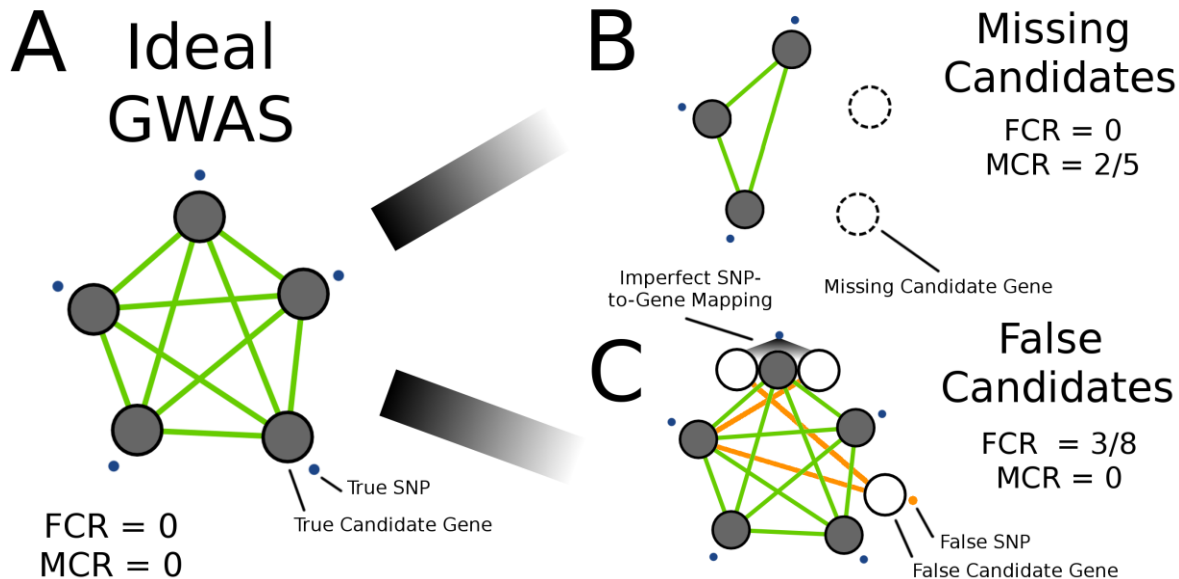 A
Ideal
GWAS
True SNP
True Candidate Gene
FCR = 0
MCR = 0
B
Missing
Candidates
FCR = 0
MCR = 2/5
Imperfect SNP-
to-Gene Mapping
Missing Candidate Gene
C
False
Candidates
FCR = 3/8
MCR = 0
False SNP
False Candidate Gene